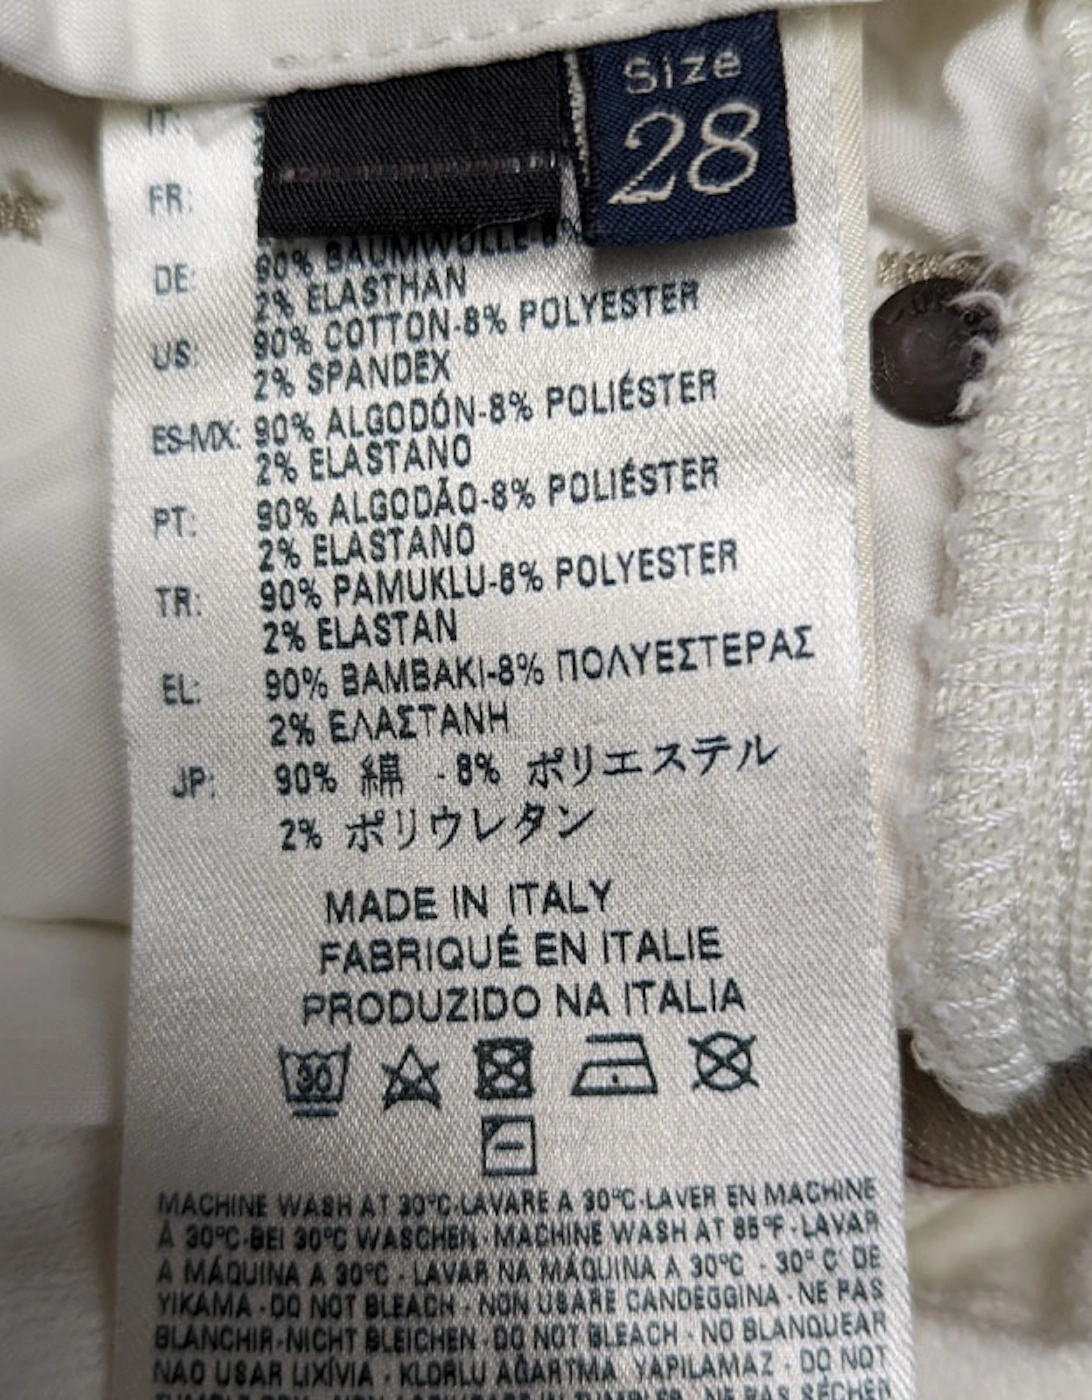 Size
28
IT:
FR:
DE: 90% BAUMWOLLE-8
2% ELASTHAN
US: 90% COTTON-8% POLYESTER
2% SPANDEX
ES-MX: 90% ALGODÓN-8% POLIÉSTER
2% ELASTANO
PT: 90% ALGODÃO-8% POLIÉSTER
2% ELASTANO
TR: 90% PAMUKLU-8% POLYESTER
2% ELASTAN
EL: 90% BAMBAKI-8% ΠΟΛΥΕΣΤΕΡΑΣ
2% ΕΛΑΣΤΑΝΗ
JP: 90% 綿 - 8% ポリエステル
2% ポリウレタン
MADE IN ITALY
FABRIQUÉ EN ITALIE
PRODUZIDO NA ITALIA
30
MACHINE WASH AT 30°C-LAVARE A 30°C-LAVER EN MACHINE
À 30°C-BEI 30°C WASCHEN-MACHINE WASH AT 85°F-LAVAR
A MÁQUINA A 30°C - LAVAR NA MÁQUINA A 30°C - 30° C' DE
YIKAMA-DO NOT BLEACH - NON USARE CANDEGGINA - NE PAS
BLANCHIR-NICHT BLEICHEN-DO NOT BLEACH - NO BLANQUEAR
NAO USAR LIXÍVIA - KLORLU AĞARTMA YAPILAMAZ - DO NOT